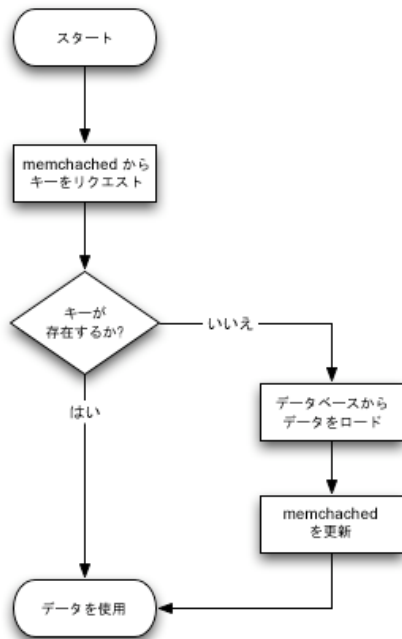 スタート
memchached から
キーをリクエスト
キーが
存在するか?
いいえ
はい
データベースから
データをロード
memchached
を更新
データを使用